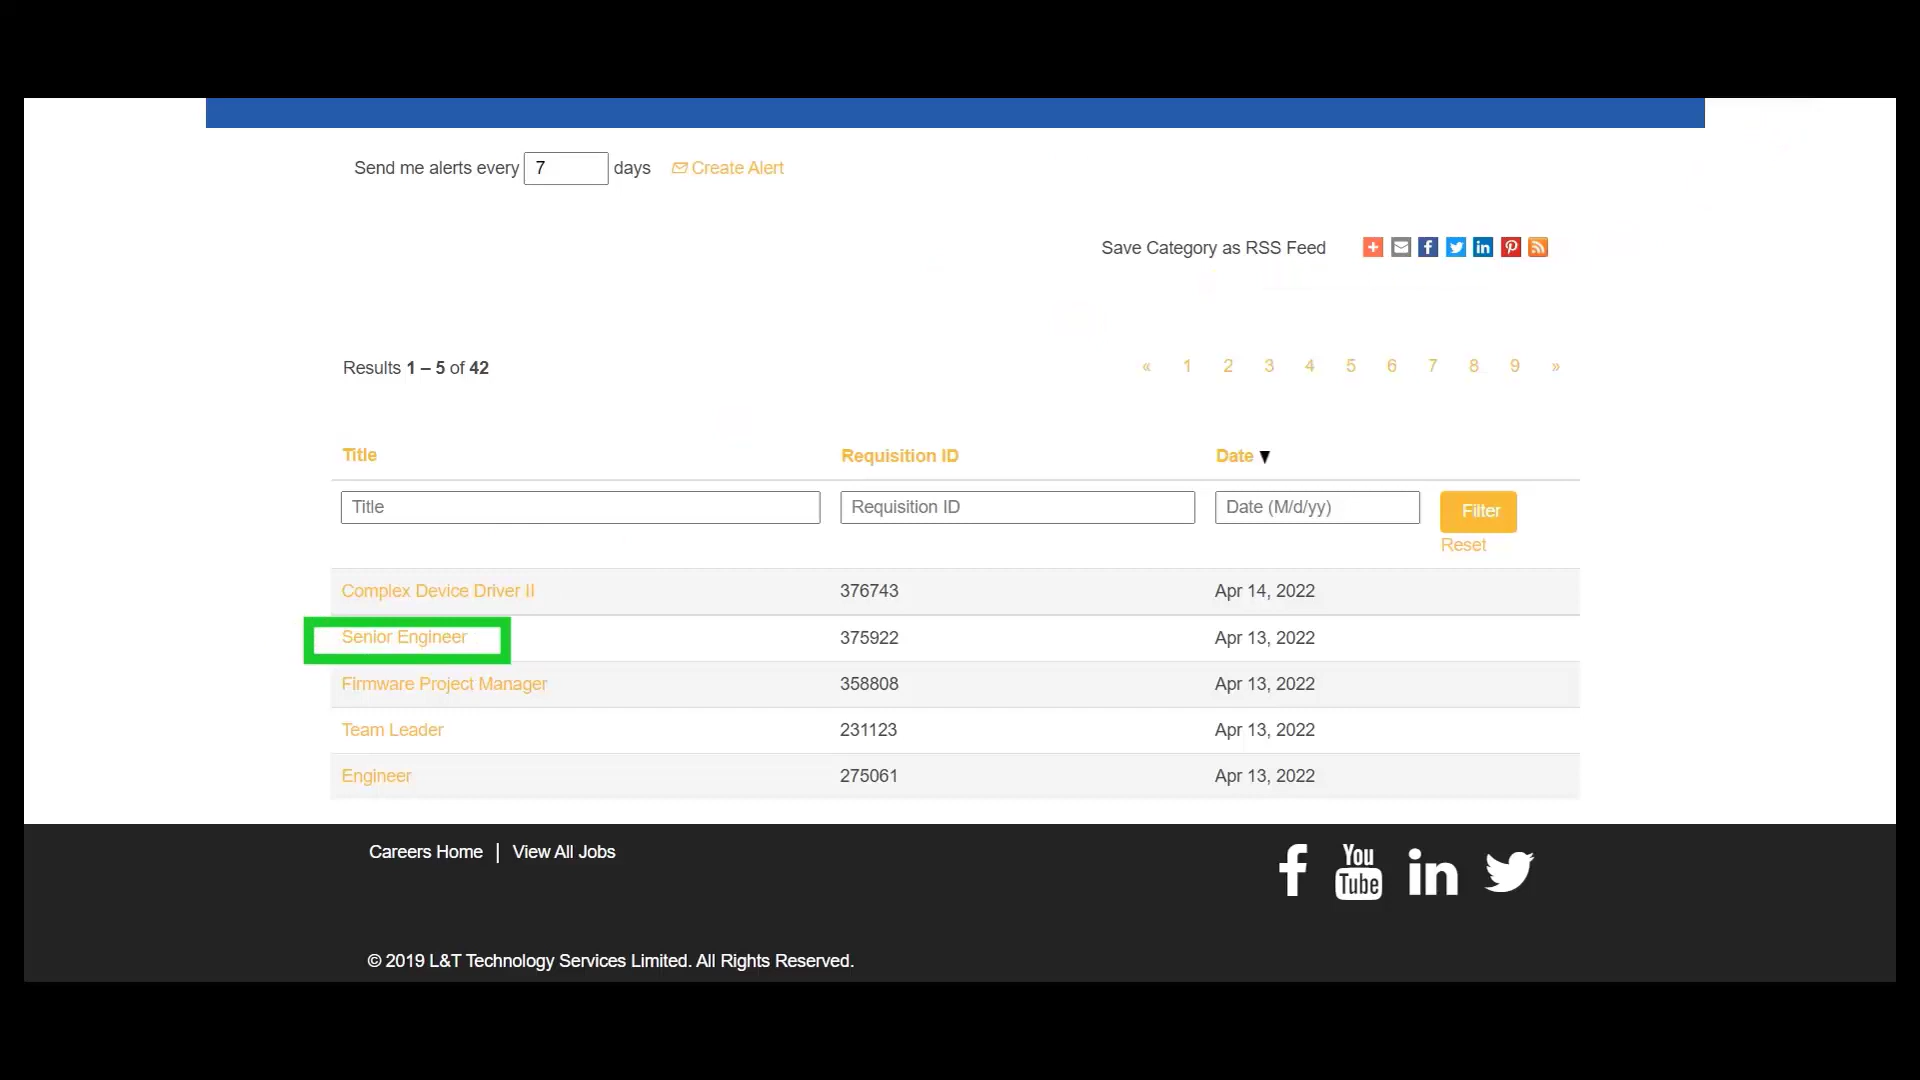 Send me alerts every 7 days Create Alert
Save Category as RSS Feed
Results 1 – 5 of 42 « 1 2 3 4 5 6 7 8 9 »
Title Requisition ID Date ▼
Title Requisition ID Date (M/d/yy) Filter
Reset
Complex Device Driver II 376743 Apr 14, 2022
Senior Engineer 375922 Apr 13, 2022
Firmware Project Manager 358808 Apr 13, 2022
Team Leader 231123 Apr 13, 2022
Engineer 275061 Apr 13, 2022
Careers Home | View All Jobs
You Tube in
© 2019 L&T Technology Services Limited. All Rights Reserved.